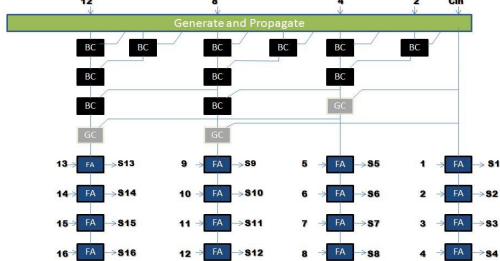 12 8 4 2 Cin
Generate and Propagate
BC BC BC BC BC BC
BC BC BC
BC BC GC
GC GC
13 FA S13 9 FA S9 5 FA S5 1 FA S1
14 FA S14 10 FA S10 6 FA S6 2 FA S2
15 FA S15 11 FA S11 7 FA S7 3 FA S3
16 FA S16 12 FA S12 8 FA S8 4 FA S4